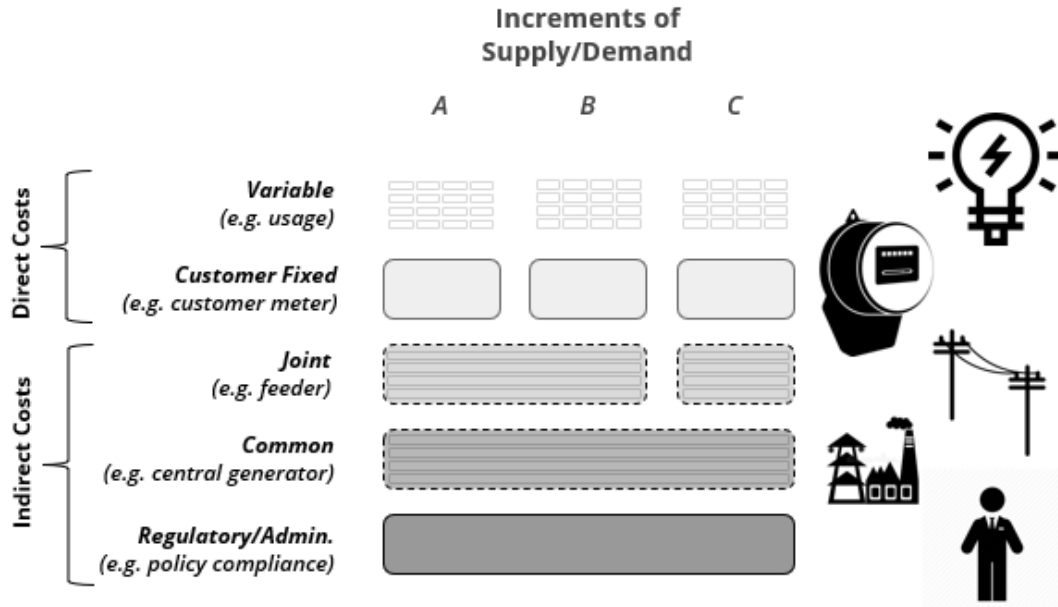 Increments of
Supply/Demand
A B C
Direct Costs
Variable
(e.g. usage)
Customer Fixed
(e.g. customer meter)
Indirect Costs
Joint
(e.g. feeder)
Common
(e.g. central generator)
Regulatory/Admin.
(e.g. policy compliance)